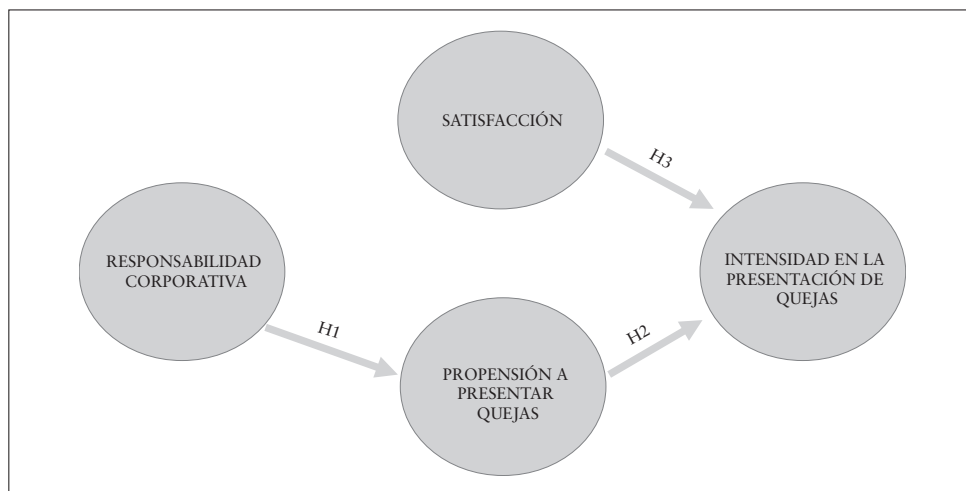 SATISFACCIÓN
H3
RESPONSABILIDAD
CORPORATIVA
INTENSIDAD EN LA
PRESENTACIÓN DE
QUEJAS
H1
H2
PROPENSIÓN A
PRESENTAR
QUEJAS